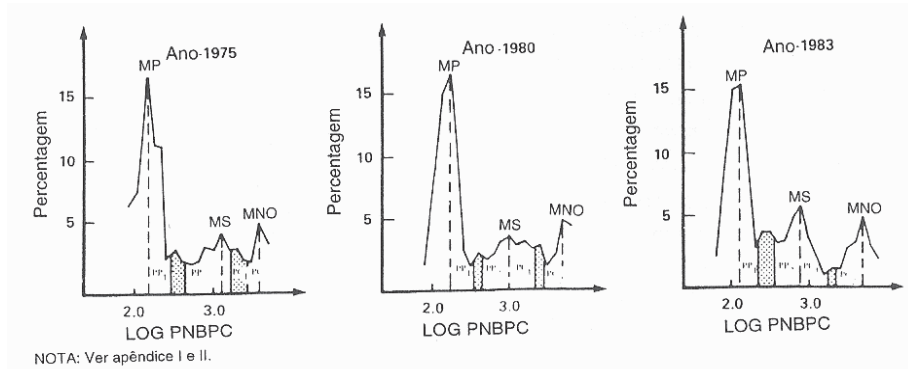 Ano-1975
MP
15
10
5
Percentagem
MS
MNO
PP
2.0
3.0
LOG PNBPC
Ano-1980
MP
15
10
5
Percentagem
MS
MNO
2.0
3.0
LOG PNBPC
Ano-1983
MP
15
10
5
Percentagem
MS
MNO
2.0
3.0
LOG PNBPC
NOTA: Ver apêndice I e II.